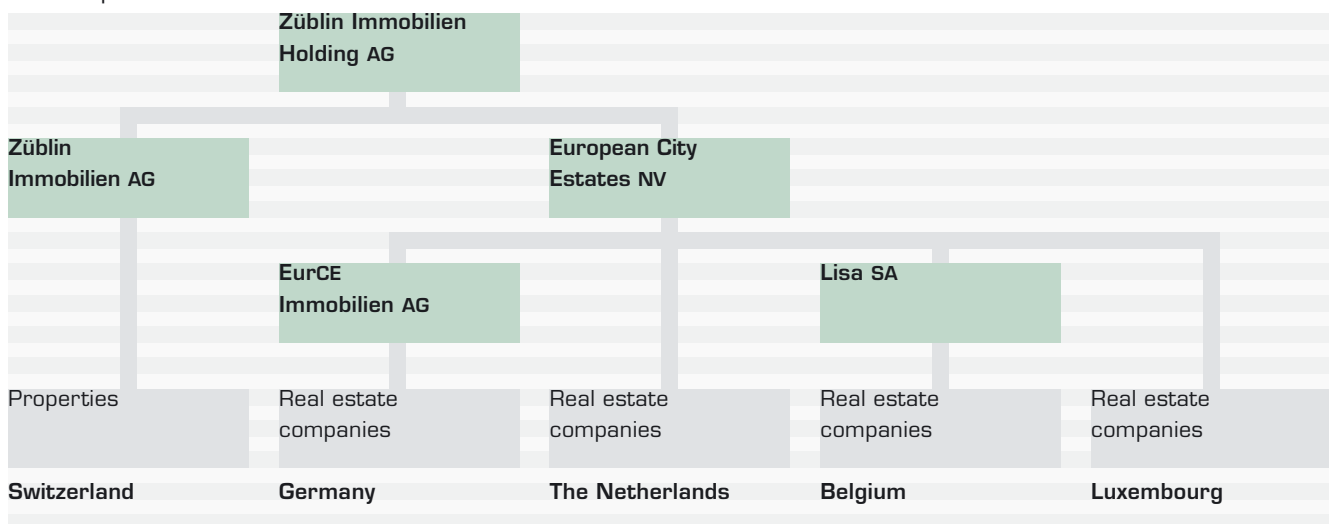 Züblin Immobilien
Holding AG
Züblin
Immobilien AG
European City
Estates NV
EurCE
Immobilien AG
Lisa SA
Properties
Real estate
companies
Real estate
companies
Real estate
companies
Real estate
companies
Switzerland
Germany
The Netherlands
Belgium
Luxembourg